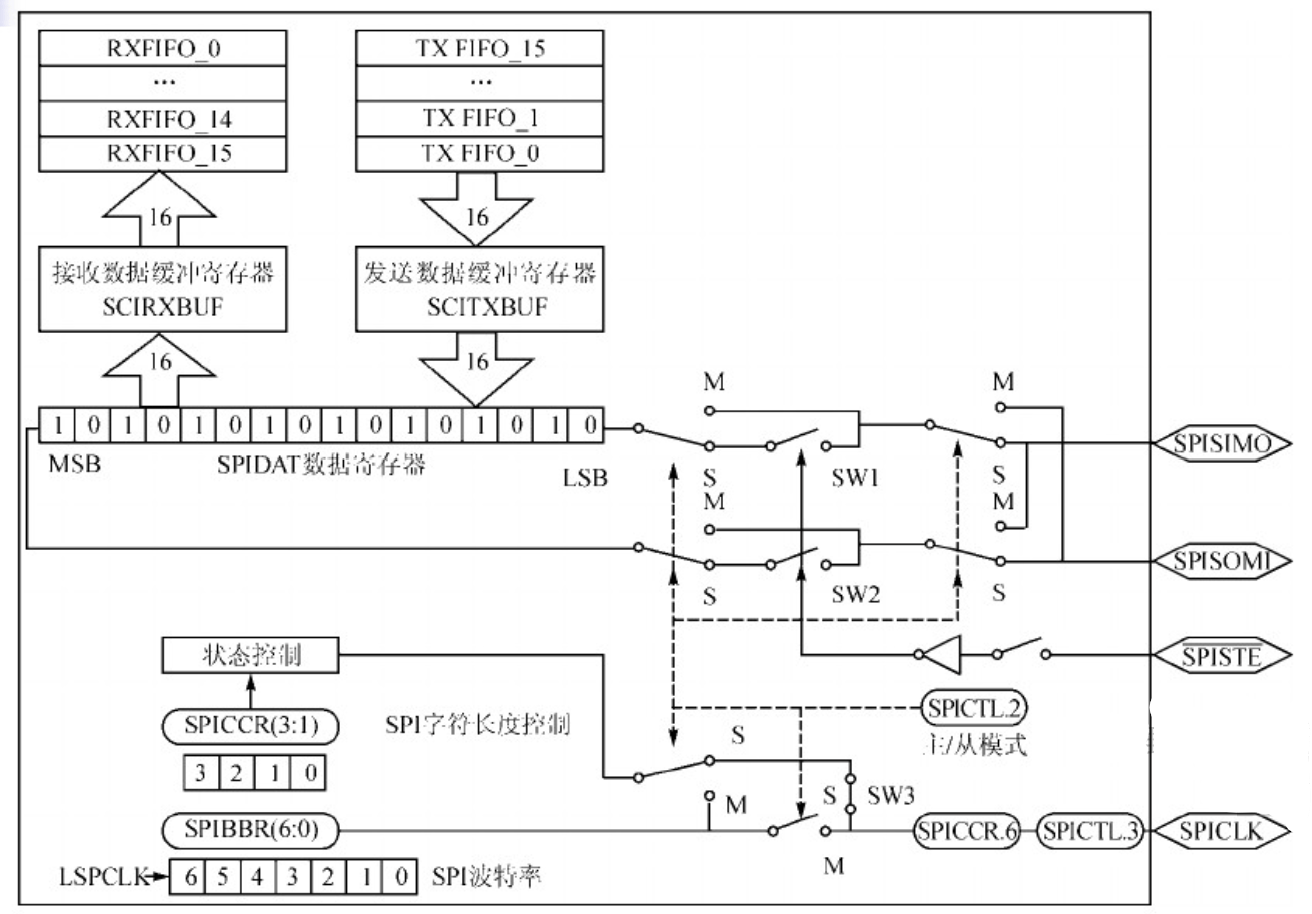 RXFIFO_0
...
RXFIFO_14
RXFIFO_15
TX FIFO_15
...
TX FIFO_1
TX FIFO_0
16
16
接收数据缓冲寄存器
SCIRXBUF
发送数据缓冲寄存器
SCITXBUF
16
16
1 0 1 0 1 0 1 0 1 0 1 0 1 0 1 0
MSB
SPIDAT数据寄存器
LSB
M
S
SW1
M
S
SPISIMO
M
S
SW2
M
S
SPISOMI
SPISTE
状态控制
SPICCR(3:1)
SPI字符长度控制
3 2 1 0
SPICTL.2
主/从模式
S
M
S
SW3
M
SPIBBR(6:0)
SPICCR.6
SPICTL.3
SPICLK
LSPCLK
6 5 4 3 2 1 0
SPI波特率